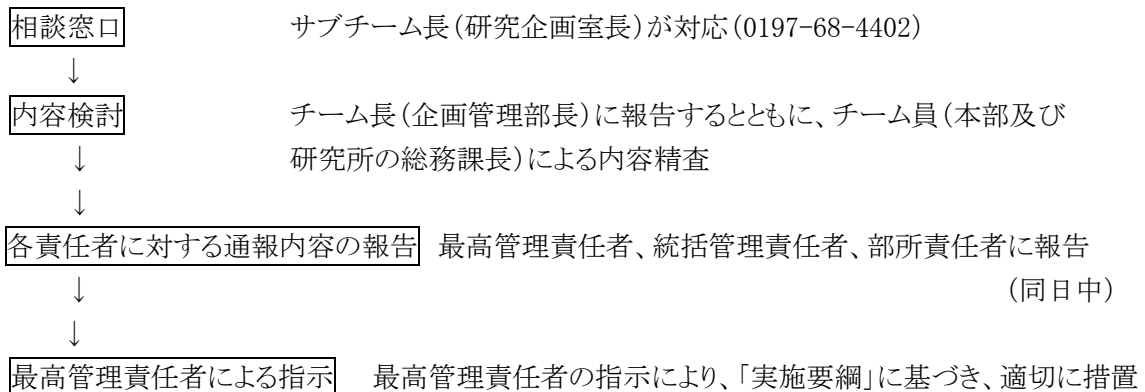 相談窓口 サブチーム長(研究企画室長)が対応(0197-68-4402)
↓
内容検討 チーム長(企画管理部長)に報告するとともに、チーム員(本部及び
↓ 研究所の総務課長)による内容精査
↓
各責任者に対する通報内容の報告 最高管理責任者、統括管理責任者、部所責任者に報告
↓ (同日中)
↓
最高管理責任者による指示 最高管理責任者の指示により、「実施要綱」に基づき、適切に措置